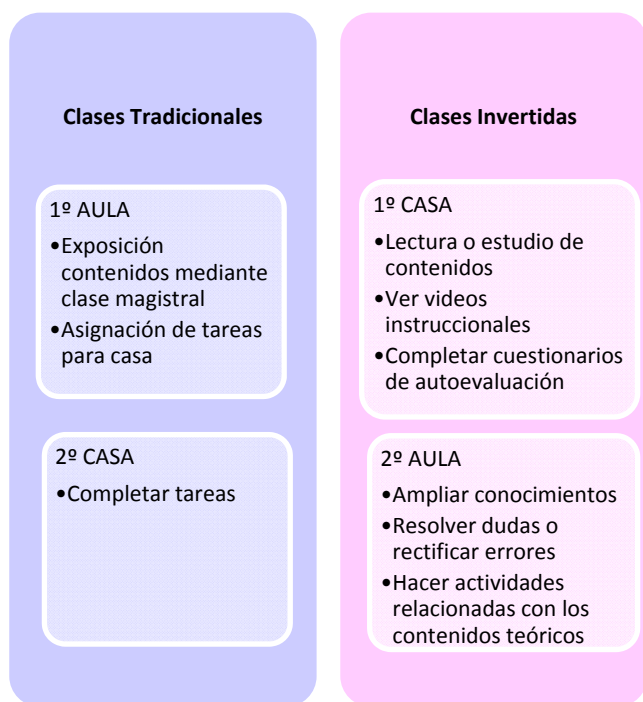 Clases Tradicionales
1º AULA
•Exposición
contenidos mediante
clase magistral
•Asignación de tareas
para casa
2º CASA
•Completar tareas
Clases Invertidas
1º CASA
•Lectura o estudio de
contenidos
•Ver videos
instruccionales
•Completar cuestionarios
de autoevaluación
2º AULA
•Ampliar conocimientos
•Resolver dudas o
rectificar errores
•Hacer actividades
relacionadas con los
contenidos teóricos